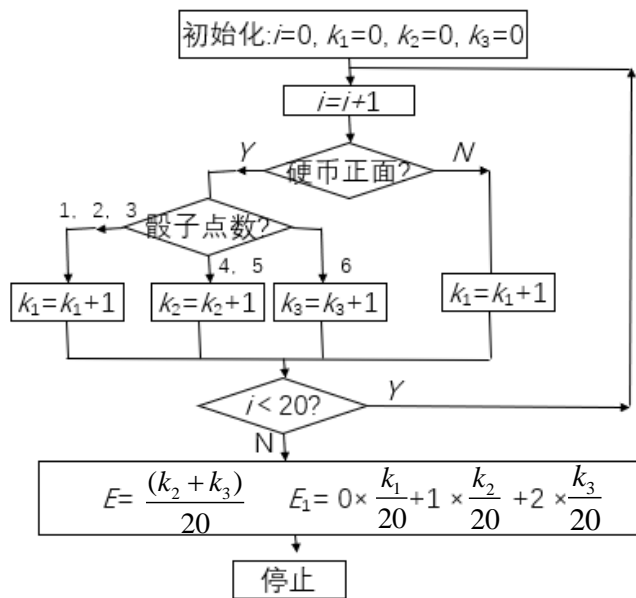 初始化:i=0, k₁=0, k₂=0, k₃=0
i=i+1
Y
硬币正面?
N
1，2，3
骰子点数?
4，5
6
k₁=k₁+1
k₂=k₂+1
k₃=k₃+1
k₁=k₁+1
i < 20?
Y
N
E= (k₂+k₃)/20 E₁= 0× k₁/20 +1 × k₂/20 +2 × k₃/20
停止